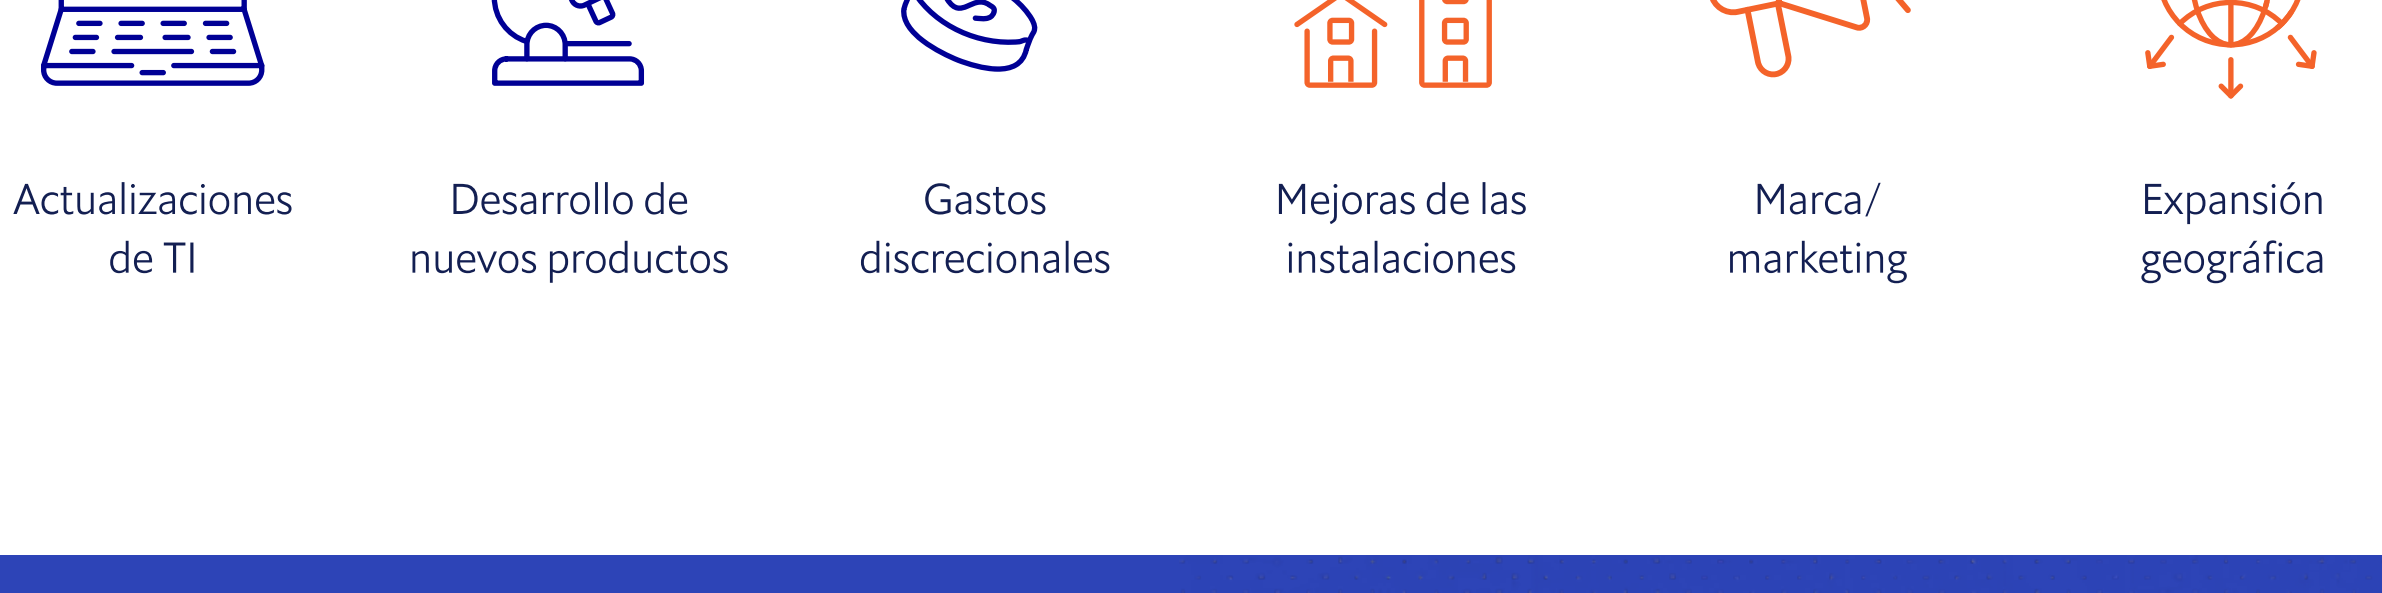 Actualizaciones
de TI
Desarrollo de
nuevos productos
Gastos
discrecionales
Mejoras de las
instalaciones
Marca/
marketing
Expansión
geográfica